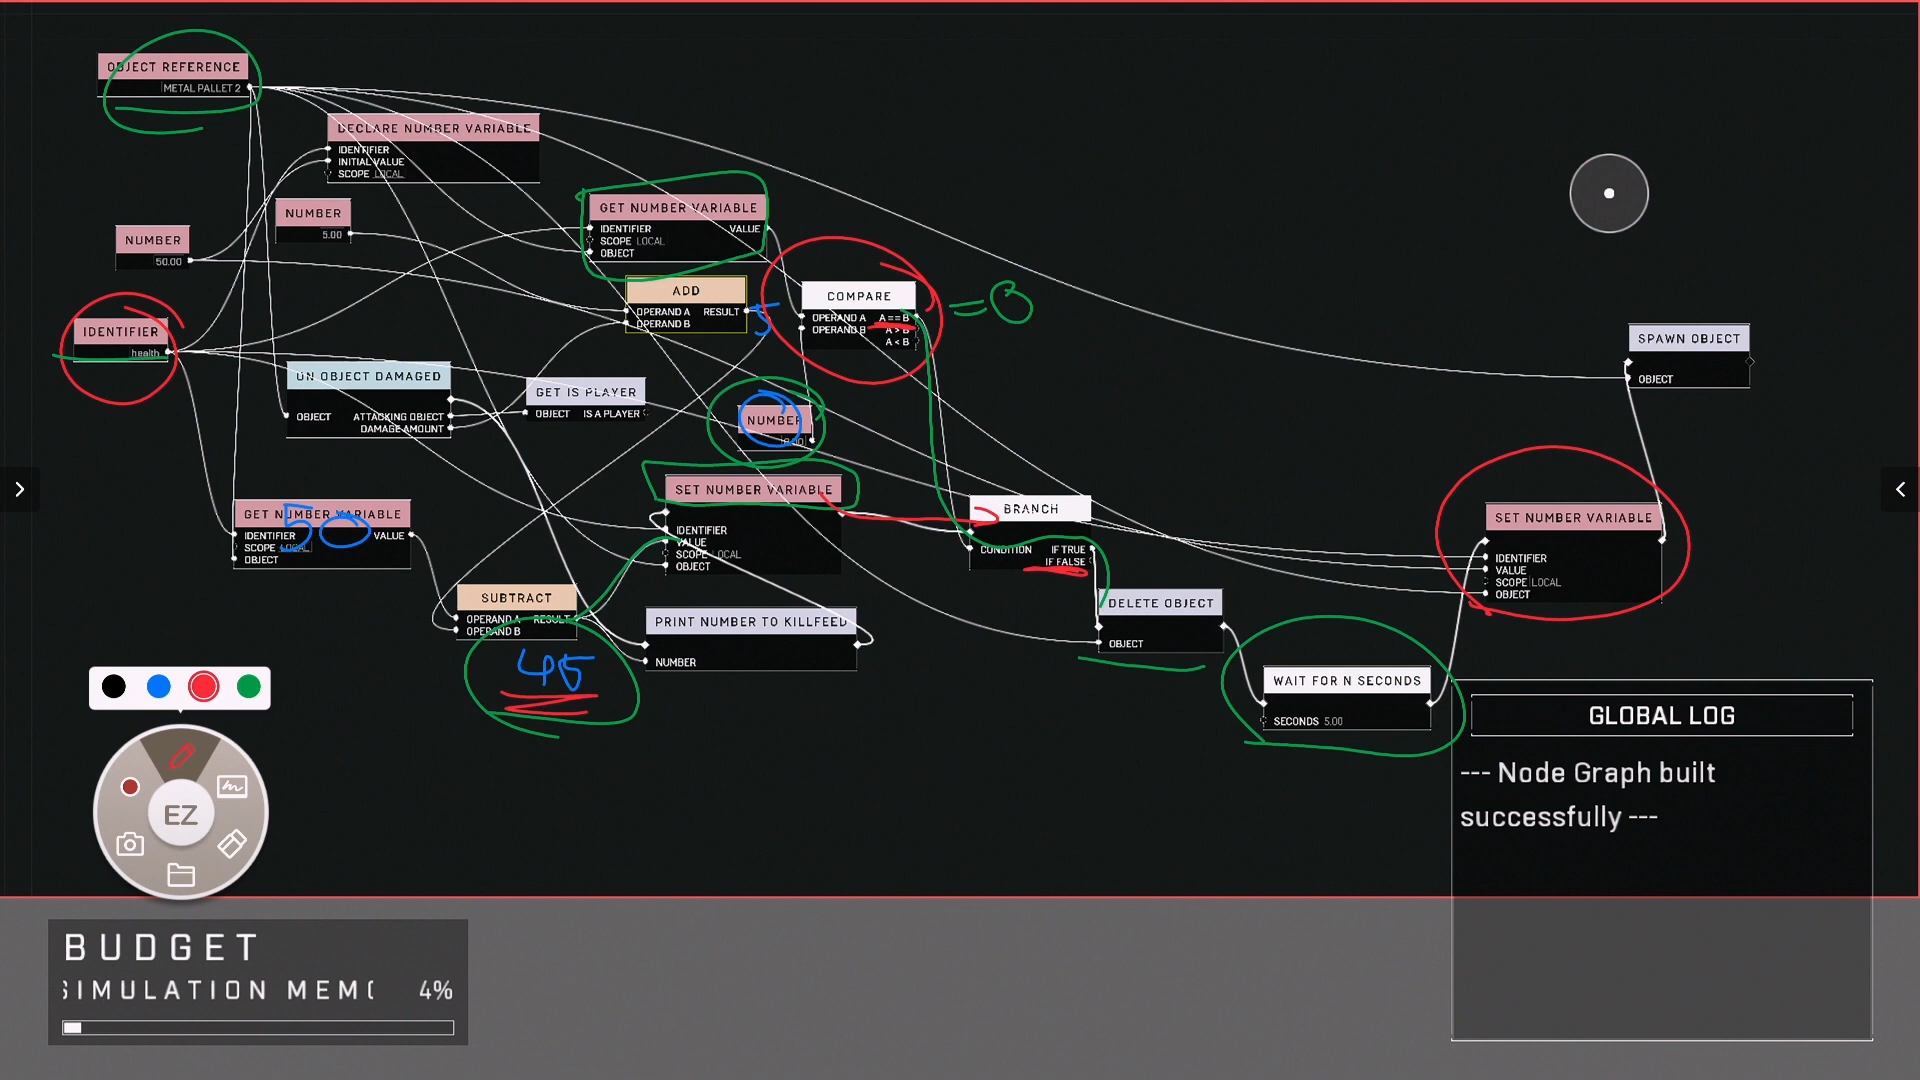 OBJECT REFERENCE
METAL PALLET 2
DECLARE NUMBER VARIABLE
IDENTIFIER
INITIAL VALUE
SCOPE LOCAL
NUMBER
5.00
NUMBER
50.00
IDENTIFIER
health
GET NUMBER VARIABLE
IDENTIFIER VALUE
SCOPE LOCAL
OBJECT
ADD
OPERAND A RESULT
OPERAND B
5
COMPARE
OPERAND A A==B
OPERAND B A>B
A<B
ON OBJECT DAMAGED
OBJECT ATTACKING OBJECT
DAMAGE AMOUNT
GET IS PLAYER
OBJECT IS A PLAYER
NUMBER
SPAWN OBJECT
OBJECT
GET NUMBER VARIABLE
IDENTIFIER VALUE
SCOPE LOCAL
OBJECT
50
SET NUMBER VARIABLE
IDENTIFIER
VALUE
SCOPE LOCAL
OBJECT
BRANCH
CONDITION IF TRUE
IF FALSE
SET NUMBER VARIABLE
IDENTIFIER
VALUE
SCOPE LOCAL
OBJECT
SUBTRACT
OPERAND A RESULT
OPERAND B
45
PRINT NUMBER TO KILLFEED
NUMBER
DELETE OBJECT
OBJECT
WAIT FOR N SECONDS
SECONDS 5.00
EZ
GLOBAL LOG
--- Node Graph built
successfully ---
BUDGET
SIMULATION MEM
4%